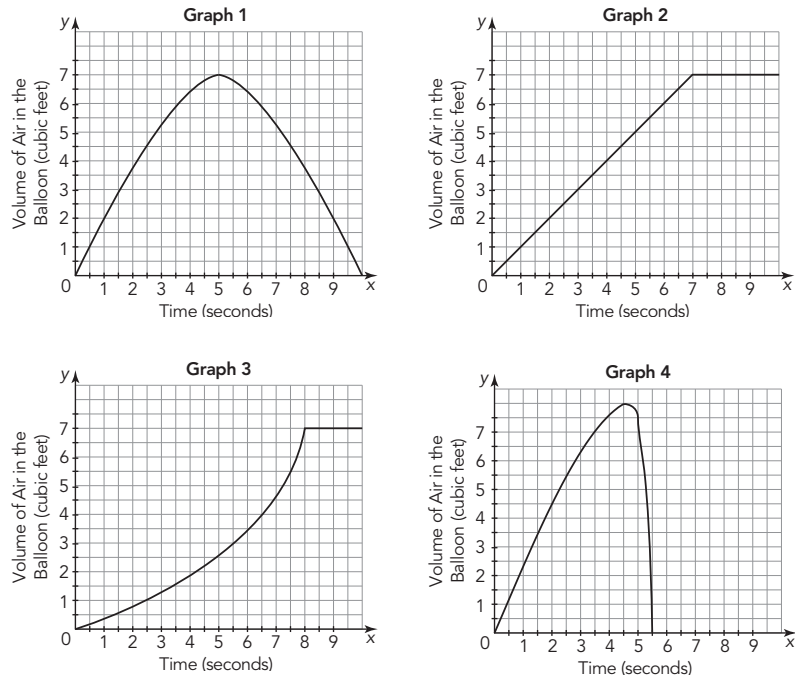 Graph 1
y
Volume of Air in the
Balloon (cubic feet)
7
6
5
4
3
2
1
0
1 2 3 4 5 6 7 8 9
x
Time (seconds)
Graph 2
y
Volume of Air in the
Balloon (cubic feet)
7
6
5
4
3
2
1
0
1 2 3 4 5 6 7 8 9
x
Time (seconds)
Graph 3
y
Volume of Air in the
Balloon (cubic feet)
7
6
5
4
3
2
1
0
1 2 3 4 5 6 7 8 9
x
Time (seconds)
Graph 4
y
Volume of Air in the
Balloon (cubic feet)
7
6
5
4
3
2
1
0
1 2 3 4 5 6 7 8 9
x
Time (seconds)